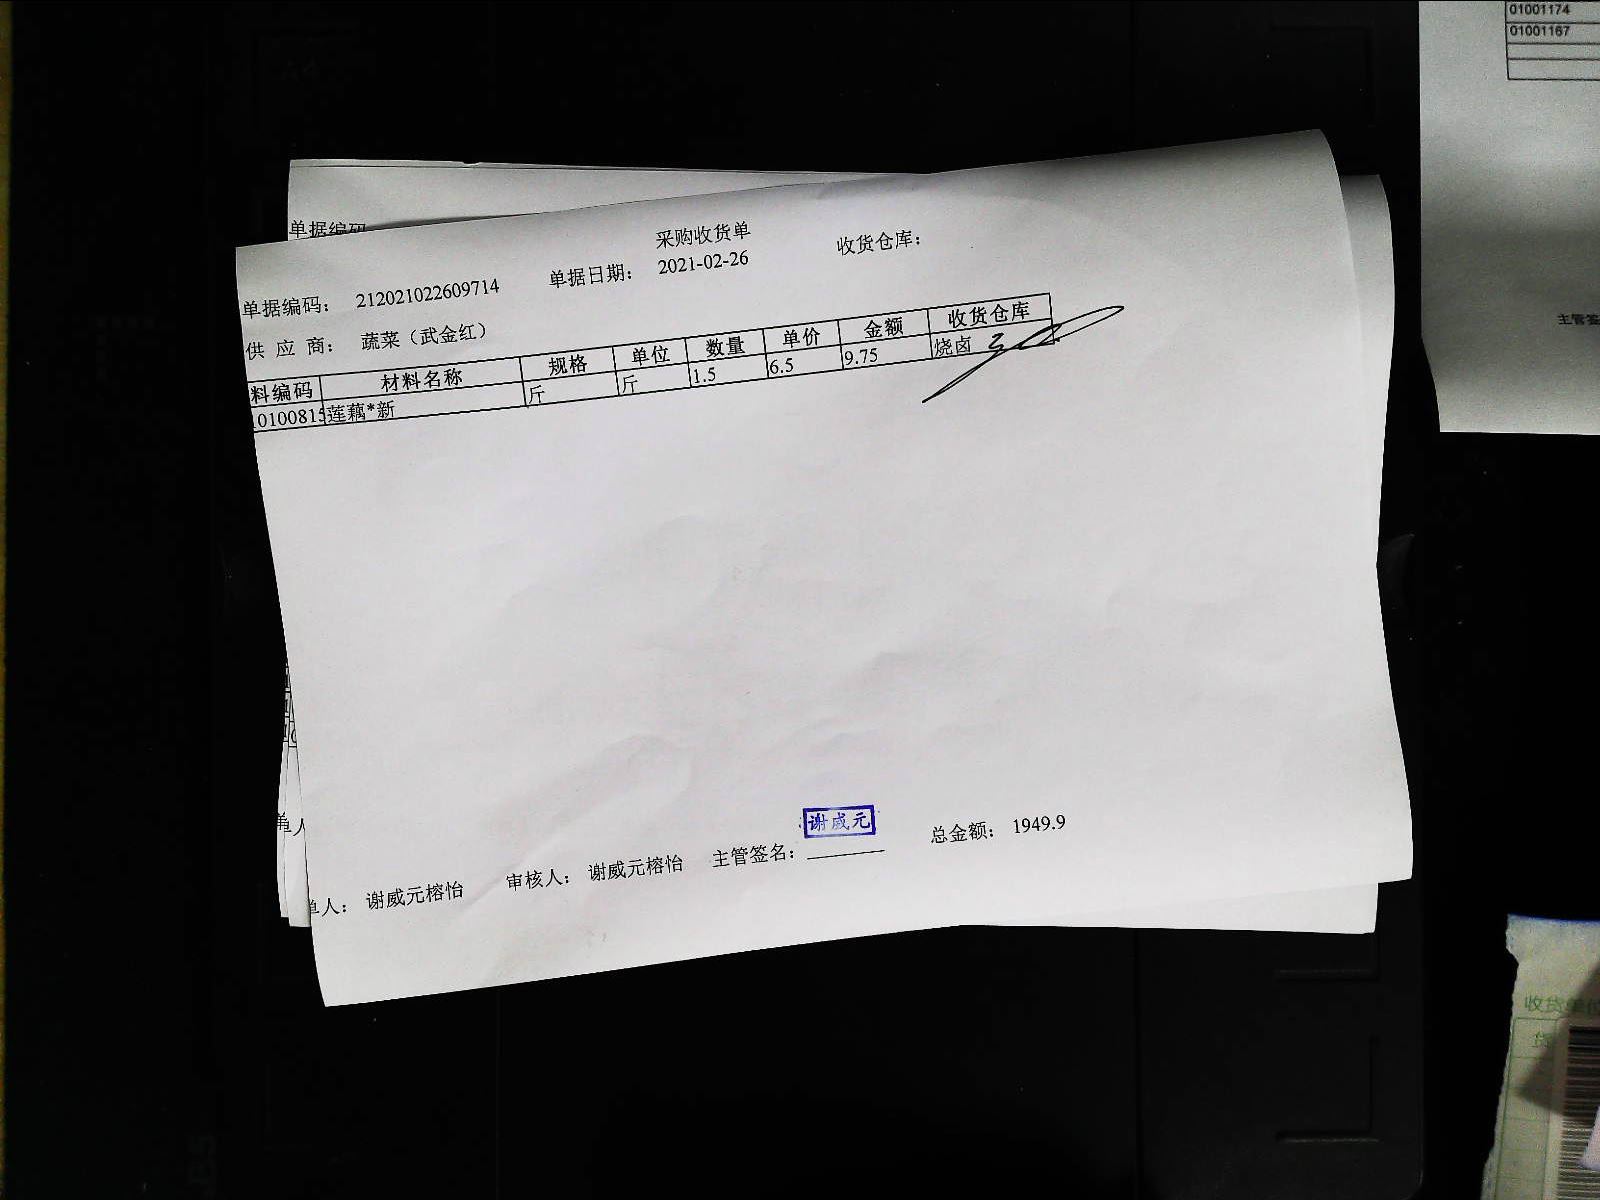 01001174
01001167
单据编码
采购收货单
单据编码： 212021022609714 单据日期： 2021-02-26 收货仓库：
供 应 商： 蔬菜（武金红）
料编码 材料名称 规格 单位 数量 单价 金额 收货仓库
10100815 莲藕*新 斤 斤 1.5 6.5 9.75 烧卤
主管签
谢威元
单人： 谢威元榕怡 审核人： 谢威元榕怡 主管签名： 总金额： 1949.9
单人
收货单位